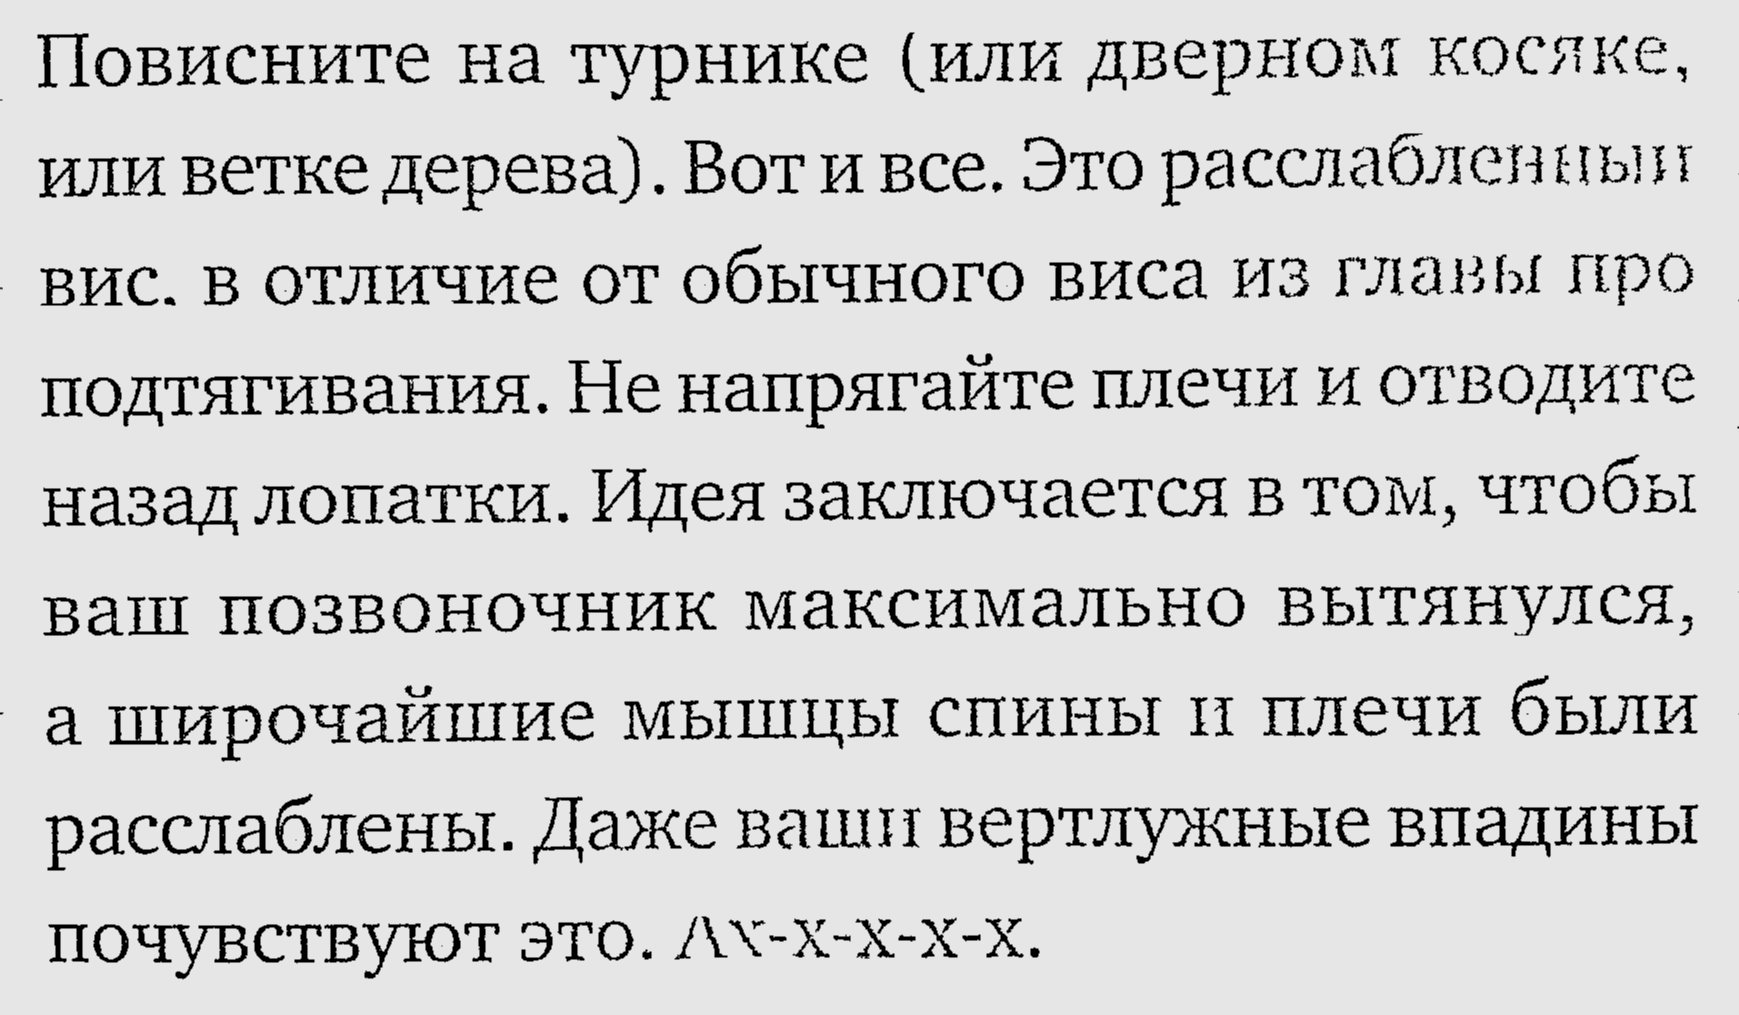 Повисните на турнике (или дверном косяке,
или ветке дерева). Вот и все. Это расслабленный
вис. в отличие от обычного виса из главы про
подтягивания. Не напрягайте плечи и отводите
назад лопатки. Идея заключается в том, чтобы
ваш позвоночник максимально вытянулся,
а широчайшие мышцы спины и плечи были
расслаблены. Даже ваши вертлужные впадины
почувствуют это. Ах-х-х-х-х.